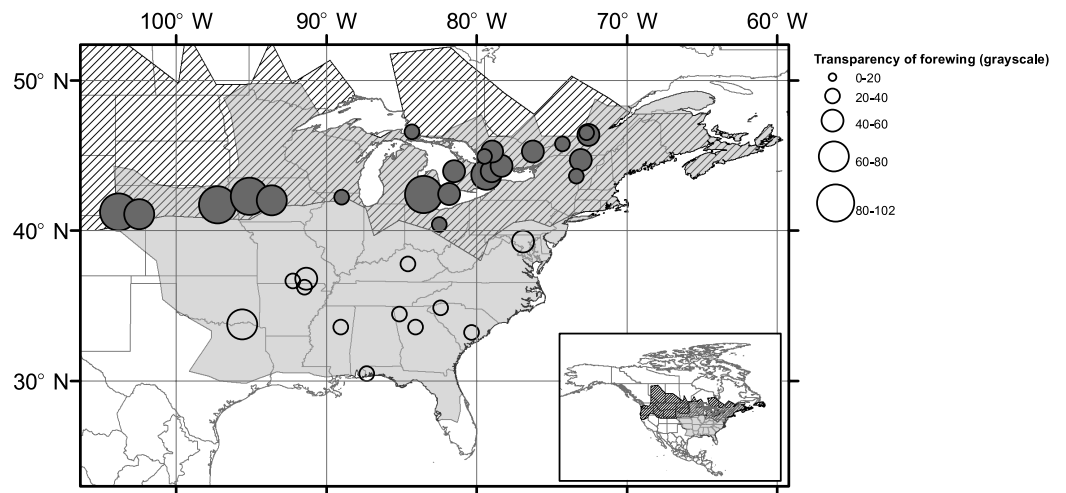 100° W 90° W 80° W 70° W 60° W
Transparency of forewing (grayscale)
0-20
20-40
40-60
60-80
80-102
50° N
40° N
30° N